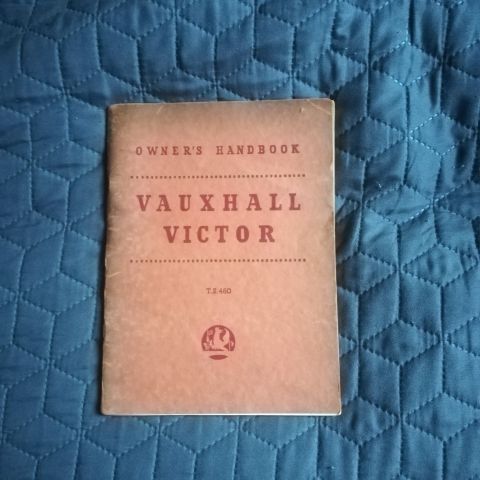 OWNER'S HANDBOOK
VAUXHALL
VICTOR
T.S.460